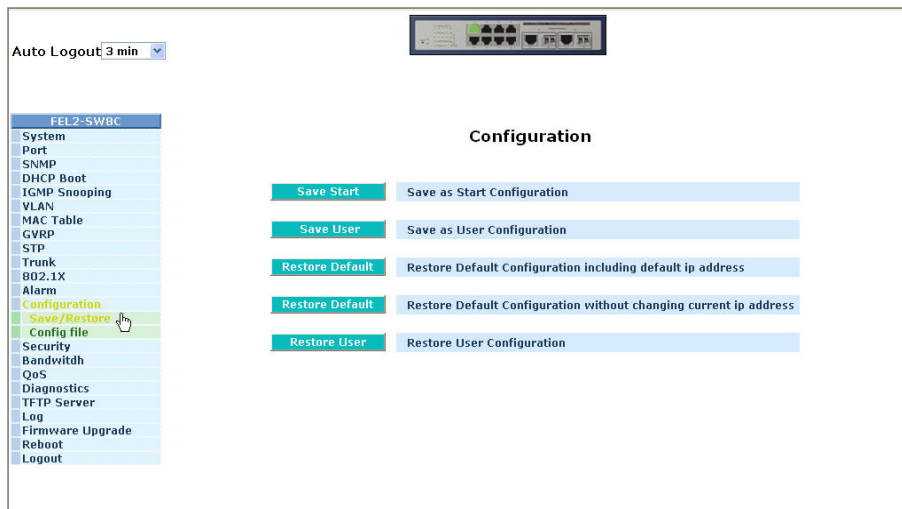 Auto Logout 3 min
FEL2-SW8C
System
Port
SNMP
DHCP Boot
IGMP Snooping
VLAN
MAC Table
GVRP
STP
Trunk
802.1X
Alarm
Configuration
Save/Restore
Config file
Security
Bandwitdh
QoS
Diagnostics
TFTP Server
Log
Firmware Upgrade
Reboot
Logout
Configuration
Save Start Save as Start Configuration
Save User Save as User Configuration
Restore Default Restore Default Configuration including default ip address
Restore Default Restore Default Configuration without changing current ip address
Restore User Restore User Configuration